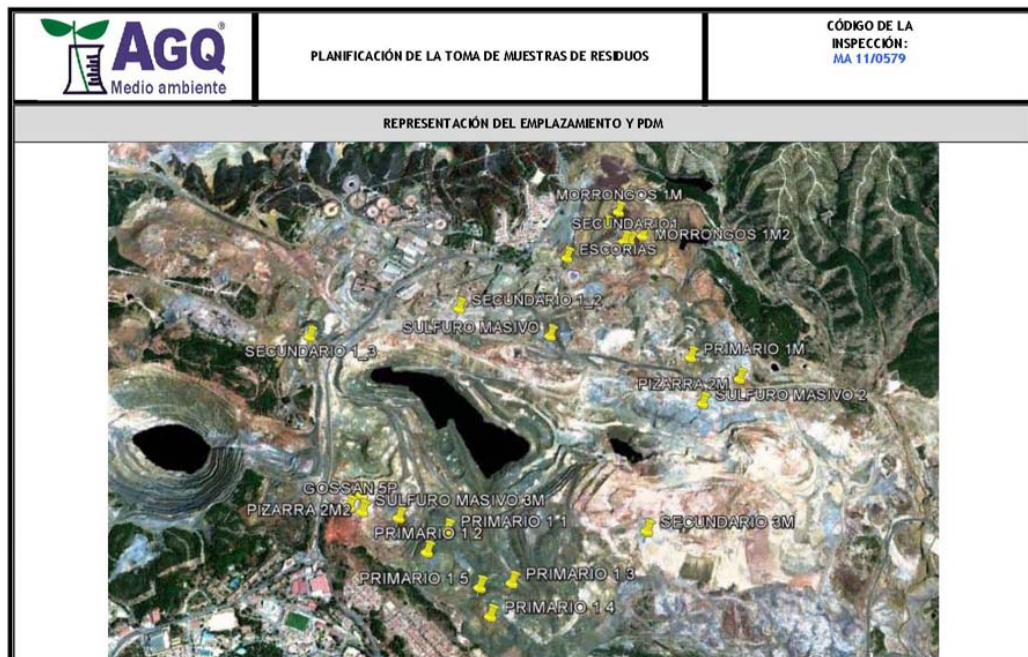 AGQ®
Medio ambiente
PLANIFICACIÓN DE LA TOMA DE MUESTRAS DE RESIDUOS
CÓDIGO DE LA
INSPECCIÓN:
MA 11/0579
REPRESENTACIÓN DEL EMPLAZAMIENTO Y PDM
MORRONGOS 1M
SECUNDARIO1
MORRONGOS 1M2
ESCORIAS
SECUNDARIO 1_2
SULFURO MASIVO
SECUNDARIO 1_3
PRIMARIO 1M
PIZARRA 2M
SULFURO MASIVO 2
GOSSAN 5P
SULFURO MASIVO 3M
PIZARRA 2M2
PRIMARIO 1 1
SECUNDARIO 3M
PRIMARIO 1 2
PRIMARIO 1 3
PRIMARIO 1 5
PRIMARIO 1 4